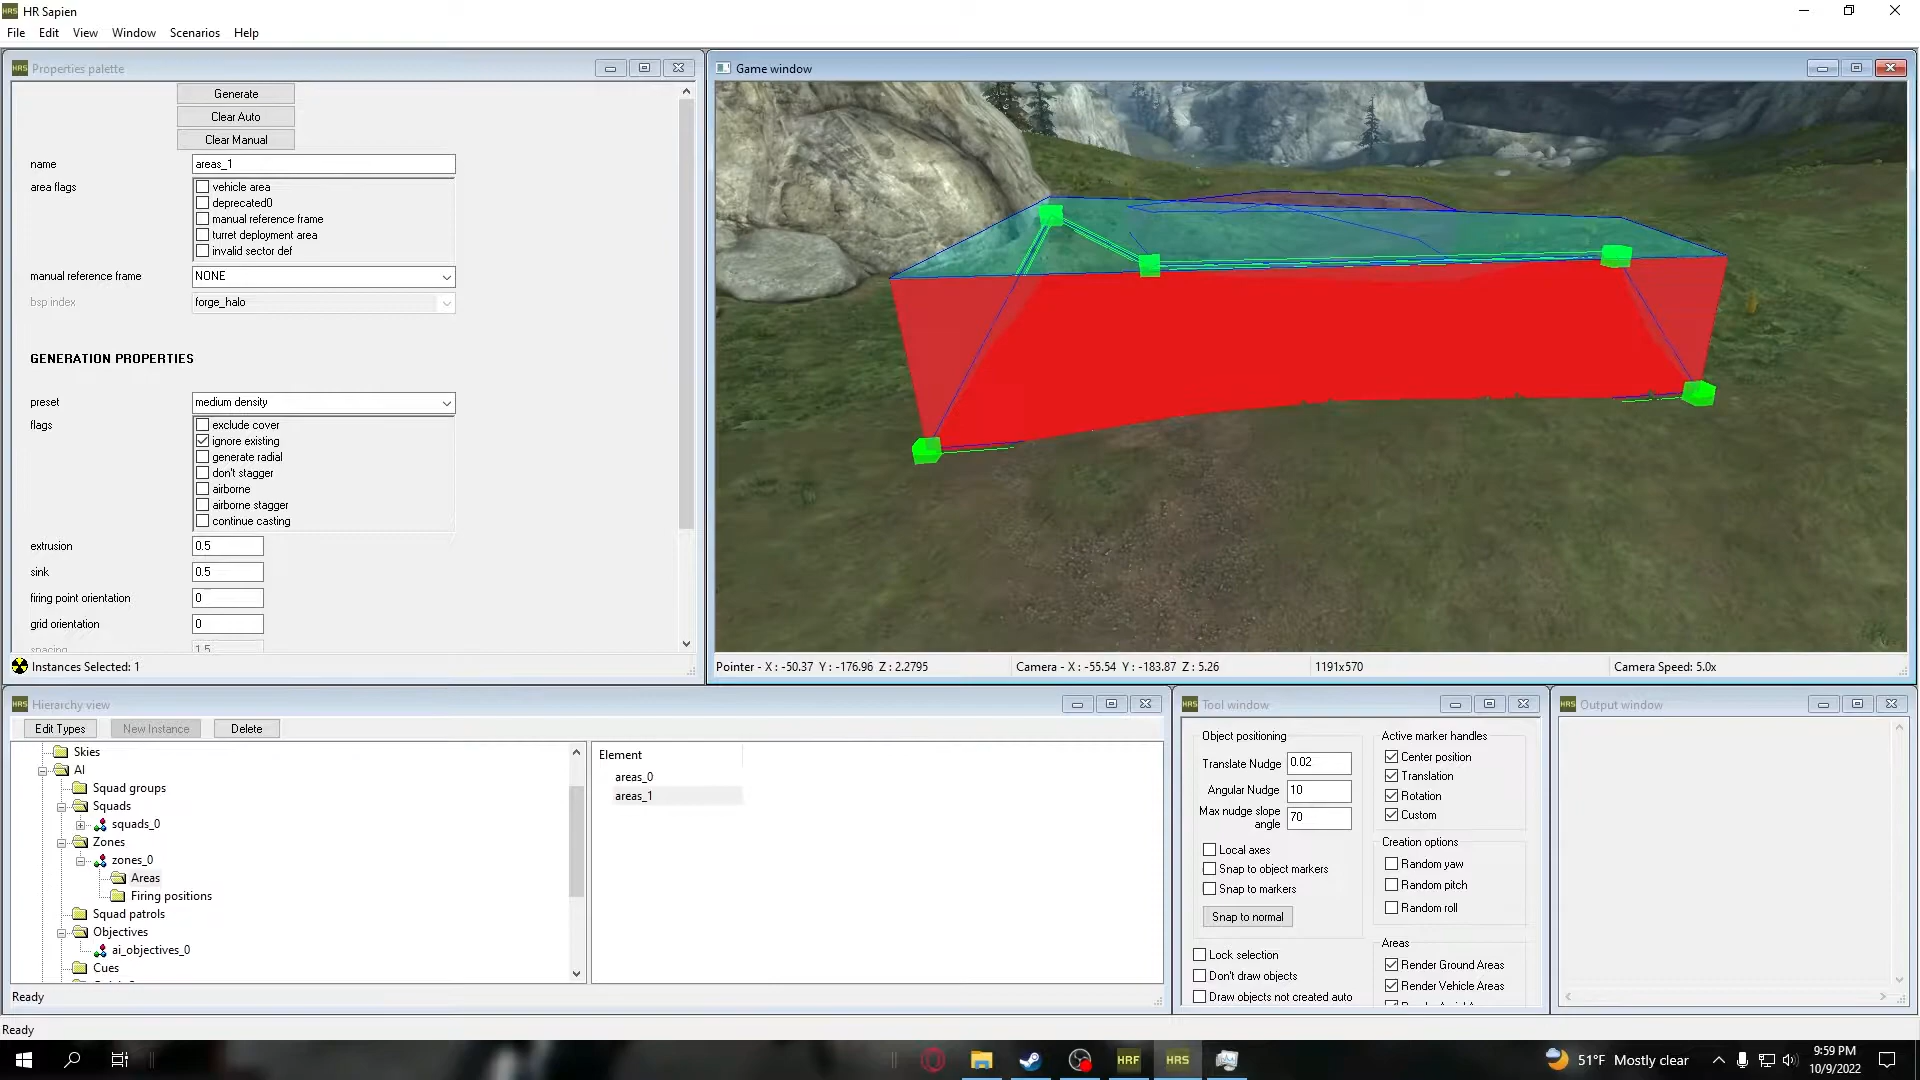 HRS HR Sapien
File Edit View Window Scenarios Help
HRS Properties palette
Generate
Clear Auto
Clear Manual
name areas_1
area flags vehicle area
deprecated0
manual reference frame
turret deployment area
invalid sector def
manual reference frame NONE
bsp index forge_halo
GENERATION PROPERTIES
preset medium density
flags exclude cover
ignore existing
generate radial
don't stagger
airborne
airborne stagger
continue casting
extrusion 0.5
sink 0.5
firing point orientation 0
grid orientation 0
spacing 1.5
Instances Selected: 1
Game window
Pointer - X : -50.37 Y : -176.96 Z : 2.2795 Camera - X : -55.54 Y : -183.87 Z : 5.26 1191x570 Camera Speed: 5.0x
HRS Hierarchy view
Edit Types New Instance Delete
Skies
AI
Squad groups
Squads
squads_0
Zones
zones_0
Areas
Firing positions
Squad patrols
Objectives
ai_objectives_0
Cues
Element
areas_0
areas_1
Ready
HRS Tool window
Object positioning
Translate Nudge 0.02
Angular Nudge 10
Max nudge slope
angle 70
Local axes
Snap to object markers
Snap to markers
Snap to normal
Lock selection
Don't draw objects
Draw objects not created auto
Active marker handles
Center position
Translation
Rotation
Custom
Creation options
Random yaw
Random pitch
Random roll
Areas
Render Ground Areas
Render Vehicle Areas
HRS Output window
Ready
HRF HRS
51°F Mostly clear
9:59 PM
10/9/2022